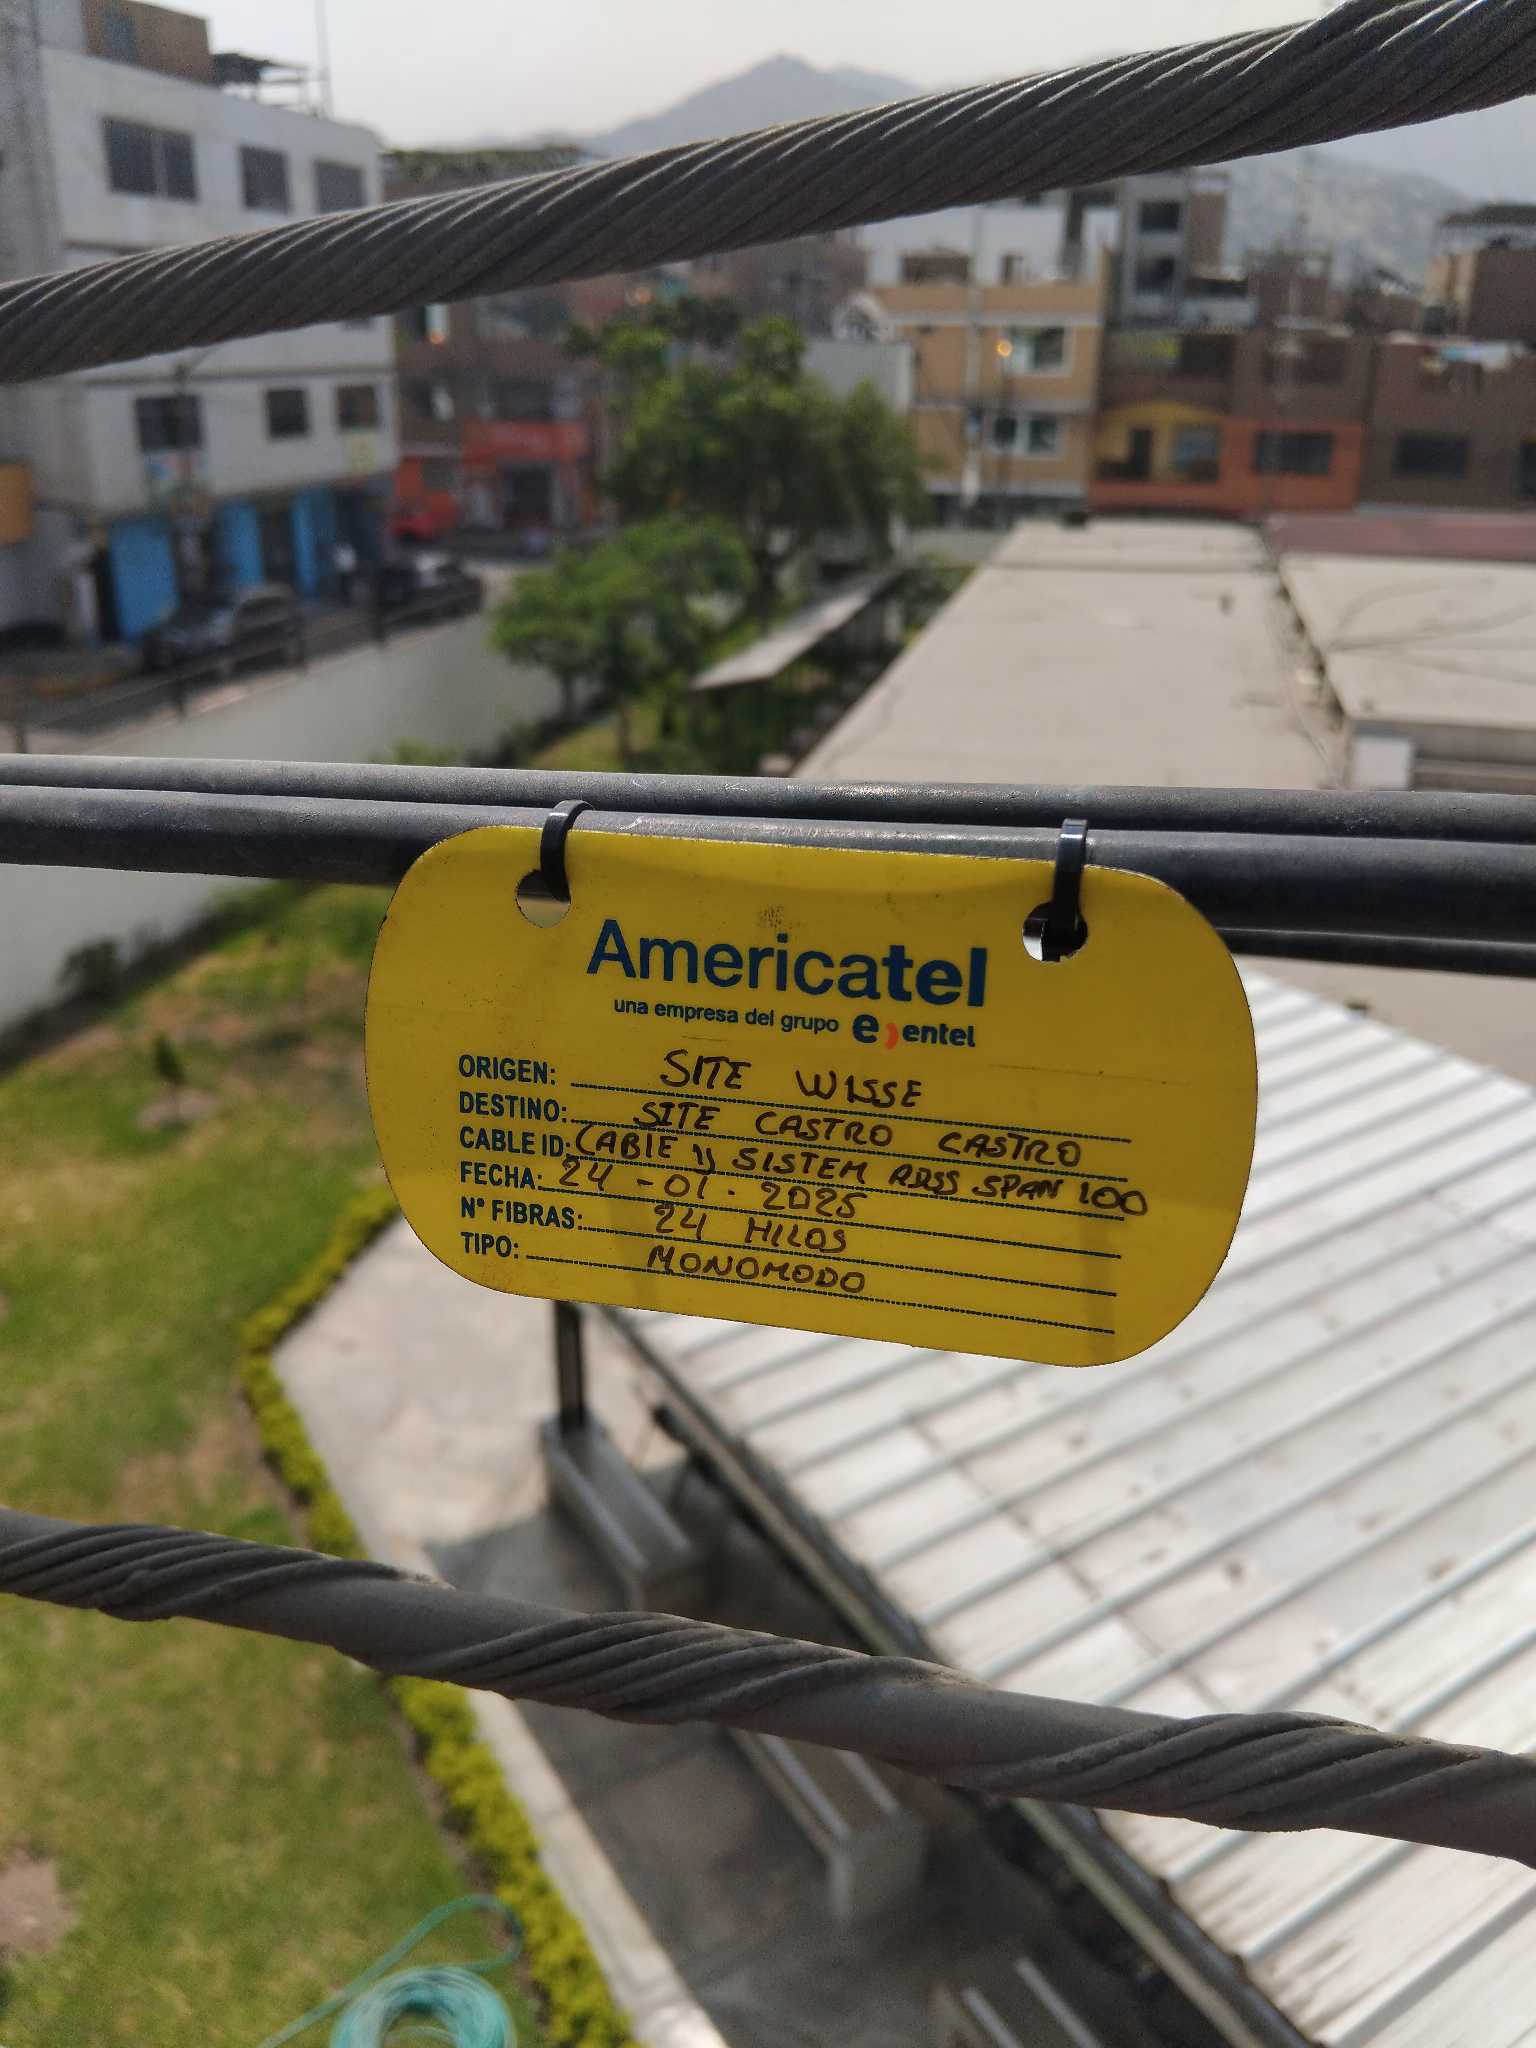 Americatel
una empresa del grupo e) entel
ORIGEN: SITE WISSE
DESTINO: SITE CASTRO CASTRO
CABLE ID: CABLE y SISTEM ADSS SPAN 100
FECHA: 24-01-2025
N° FIBRAS: 24 HILOS
TIPO: MONOMODO